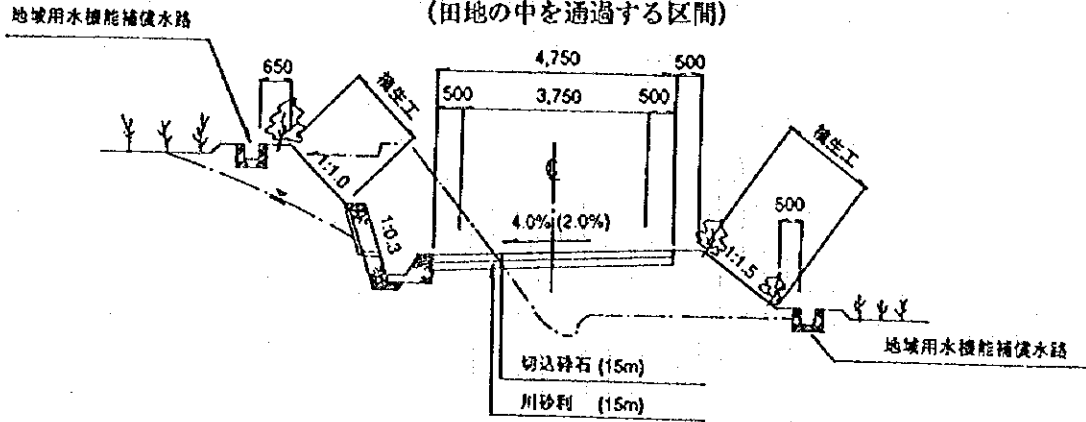 (田地の中を通過する区間)
地域用水機能補償水路
650
植生工
4,750
500
500
3,750
500
植生工
1:1.0
1:0.3
4.0% (2.0%)
500
1:1.5
地域用水機能補償水路
切込砕石 (15m)
川砂利 (15m)